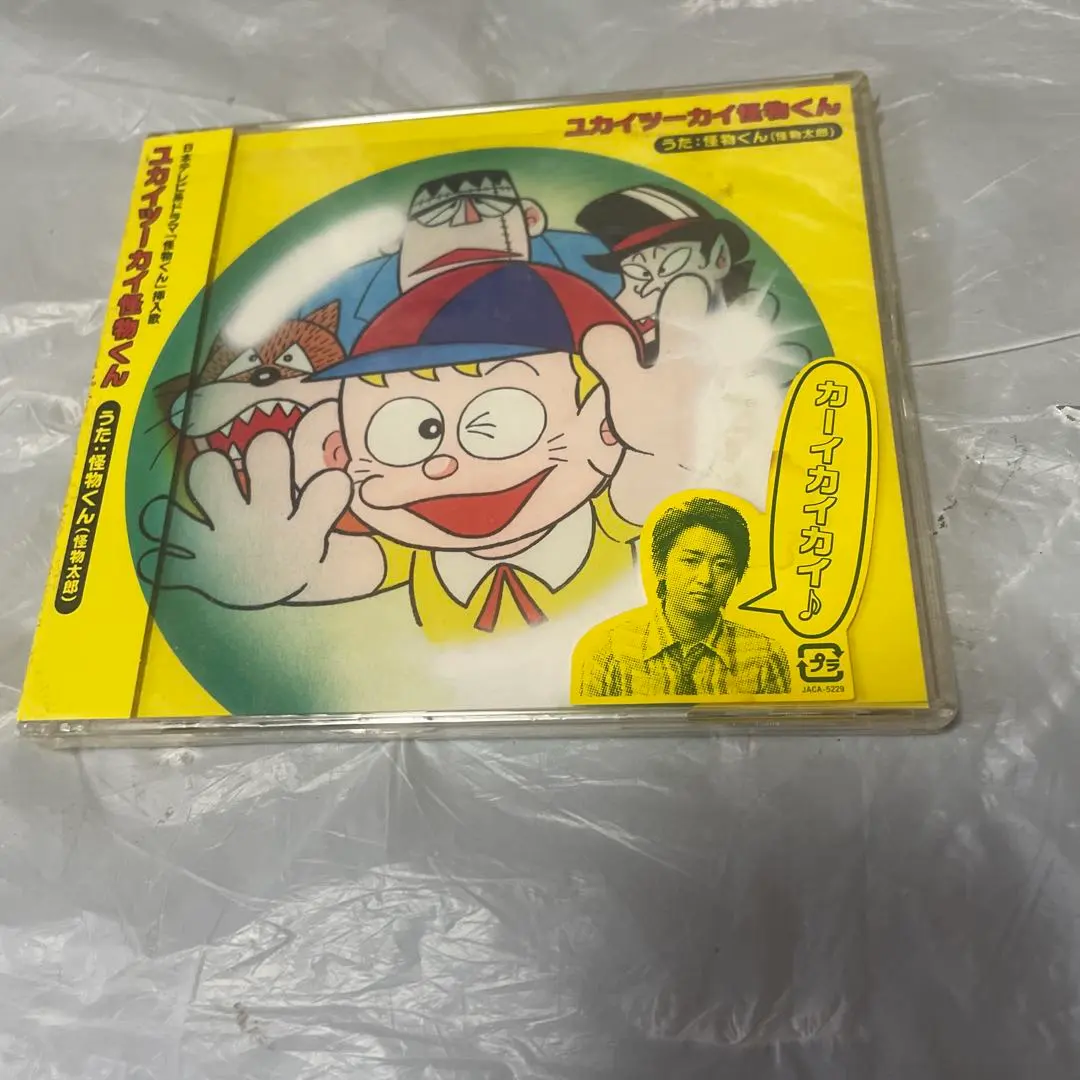 ユカイツーカイ怪物くん
うた:怪物くん(怪物太郎)
日本テレビ系ドラマ「怪物くん」挿入歌
ユカイツーカイ怪物くん
うた:怪物くん(怪物太郎)
カーイカイカイ♪
プラ
JACA-5229